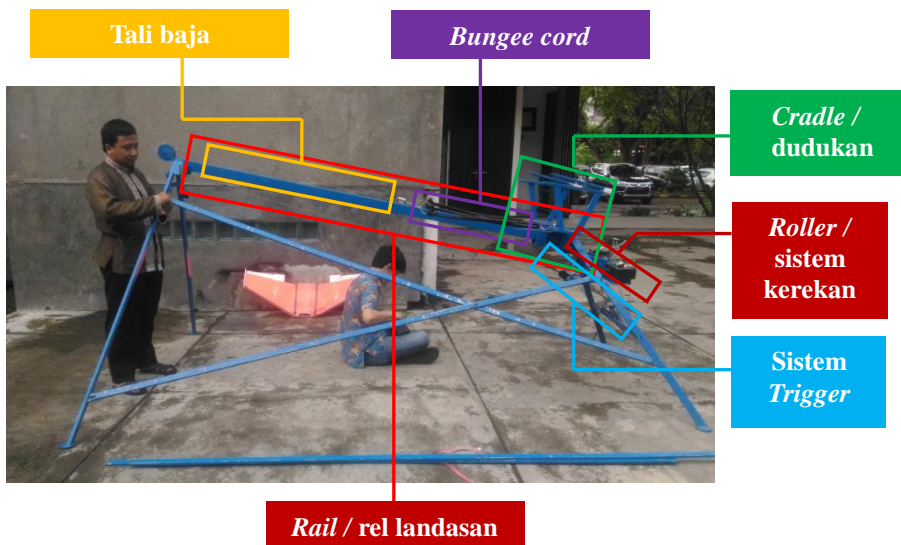 Tali baja
Bungee cord
Cradle /
dudukan
Roller /
sistem
kerekan
Sistem
Trigger
Rail / rel landasan